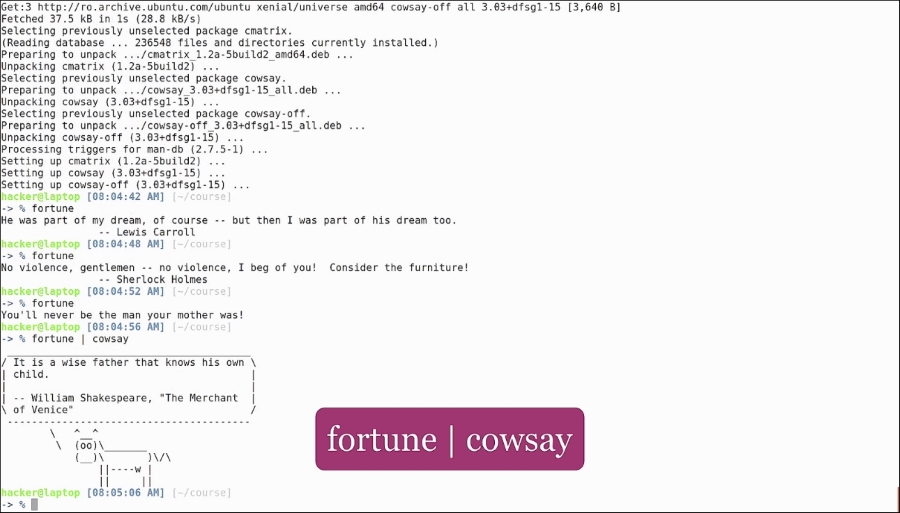 Get:3 http://ro.archive.ubuntu.com/ubuntu xenial/universe amd64 cowsay-off all 3.03+dfsg1-15 [3,640 B]
Fetched 37.5 kB in 1s (28.8 kB/s)
Selecting previously unselected package cmatrix.
(Reading database ... 236548 files and directories currently installed.)
Preparing to unpack .../cmatrix_1.2a-5build2_amd64.deb ...
Unpacking cmatrix (1.2a-5build2) ...
Selecting previously unselected package cowsay.
Preparing to unpack .../cowsay_3.03+dfsg1-15_all.deb ...
Unpacking cowsay (3.03+dfsg1-15) ...
Selecting previously unselected package cowsay-off.
Preparing to unpack .../cowsay-off_3.03+dfsg1-15_all.deb ...
Unpacking cowsay-off (3.03+dfsg1-15) ...
Processing triggers for man-db (2.7.5-1) ...
Setting up cmatrix (1.2a-5build2) ...
Setting up cowsay (3.03+dfsg1-15) ...
Setting up cowsay-off (3.03+dfsg1-15) ...
hacker@laptop [08:04:42 AM] [~/course]
-> % fortune
He was part of my dream, of course -- but then I was part of his dream too.
                -- Lewis Carroll
hacker@laptop [08:04:48 AM] [~/course]
-> % fortune
No violence, gentlemen -- no violence, I beg of you!  Consider the furniture!
                -- Sherlock Holmes
hacker@laptop [08:04:52 AM] [~/course]
-> % fortune
You'll never be the man your mother was!
hacker@laptop [08:04:56 AM] [~/course]
-> % fortune | cowsay
 ________________________________________
/ It is a wise father that knows his own \
| child.                                 |
|                                        |
| -- William Shakespeare, "The Merchant  |
\ of Venice"                             /
 ----------------------------------------
        \   ^__^
         \  (oo)\_______
            (__)\       )\/\
                ||----w |
                ||     ||
hacker@laptop [08:05:06 AM] [~/course]
-> %
fortune | cowsay